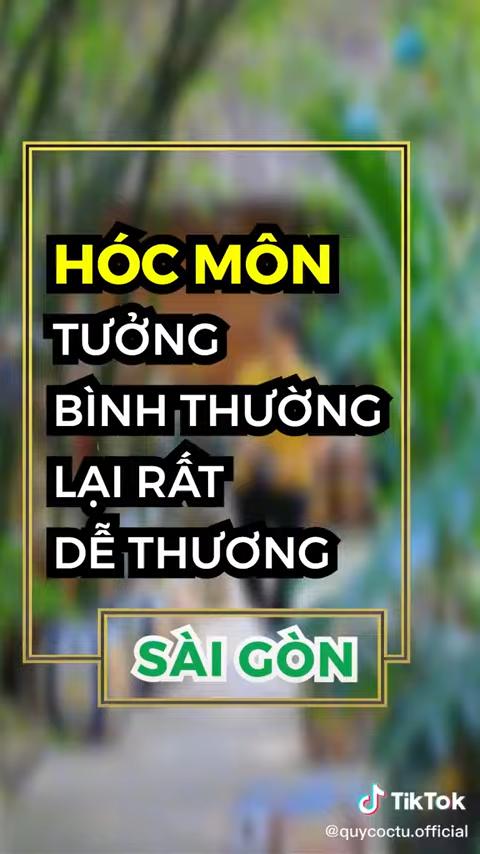 HÓC MÔN
TƯỞNG
BÌNH THƯỜNG
LẠI RẤT
DỄ THƯƠNG
SÀI GÒN
TikTok
@quycoctu.official